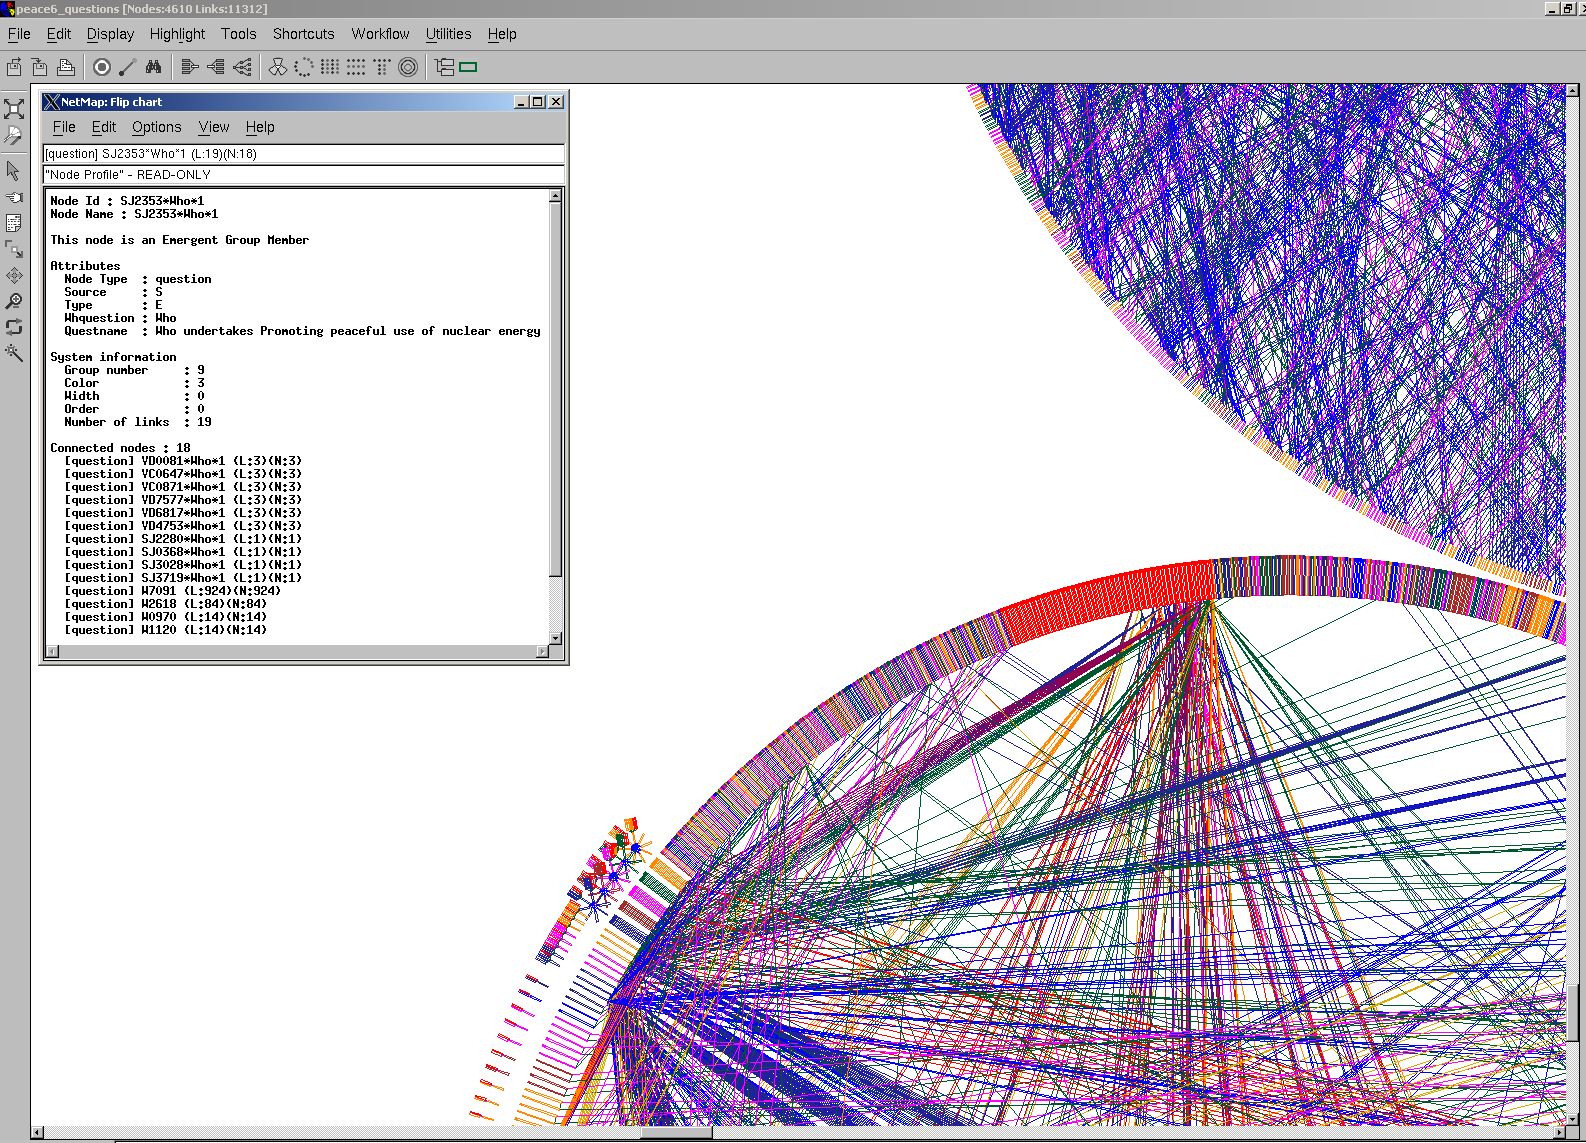 peace6_questions [Nodes:4610 Links:11312]
File Edit Display Highlight Tools Shortcuts Workflow Utilities Help
NetMap: Flip chart
File Edit Options View Help
[question] SJ2353*Who*1 (L:19)(N:18)
"Node Profile" - READ-ONLY
Node Id : SJ2353*Who*1
Node Name : SJ2353*Who*1
This node is an Emergent Group Member
Attributes
Node Type : question
Source : S
Type : E
Whquestion : Who
Questname : Who undertakes Promoting peaceful use of nuclear energy
System information
Group number : 9
Color : 3
Width : 0
Order : 0
Number of links : 19
Connected nodes : 18
[question] YD0081*Who*1 (L:3)(N:3)
[question] YC0647*Who*1 (L:3)(N:3)
[question] YC0871*Who*1 (L:3)(N:3)
[question] YD7577*Who*1 (L:3)(N:3)
[question] YD6817*Who*1 (L:3)(N:3)
[question] YD4753*Who*1 (L:3)(N:3)
[question] SJ2280*Who*1 (L:1)(N:1)
[question] SJ0368*Who*1 (L:1)(N:1)
[question] SJ3028*Who*1 (L:1)(N:1)
[question] SJ3719*Who*1 (L:1)(N:1)
[question] W7091 (L:924)(N:924)
[question] W2618 (L:84)(N:84)
[question] W0970 (L:14)(N:14)
[question] W1120 (L:14)(N:14)